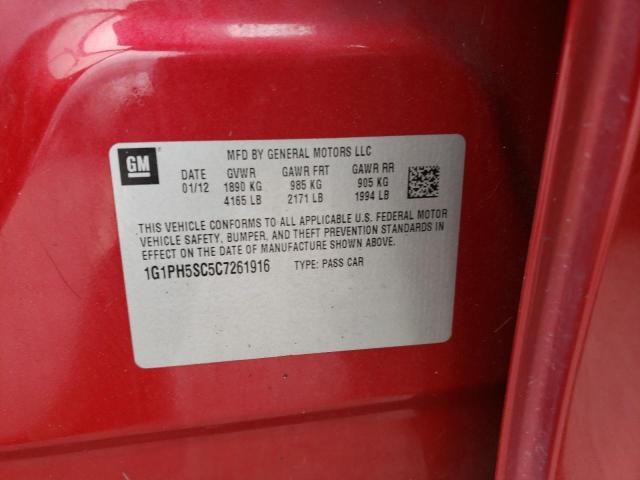 GM
MFD BY GENERAL MOTORS LLC
DATE GVWR GAWR FRT GAWR RR
01/12 1890 KG 985 KG 905 KG
4165 LB 2171 LB 1994 LB
THIS VEHICLE CONFORMS TO ALL APPLICABLE U.S. FEDERAL MOTOR
VEHICLE SAFETY, BUMPER, AND THEFT PREVENTION STANDARDS
IN EFFECT ON THE DATE OF MANUFACTURE SHOWN ABOVE.
1G1PH5SC5C7261916 TYPE: PASS CAR